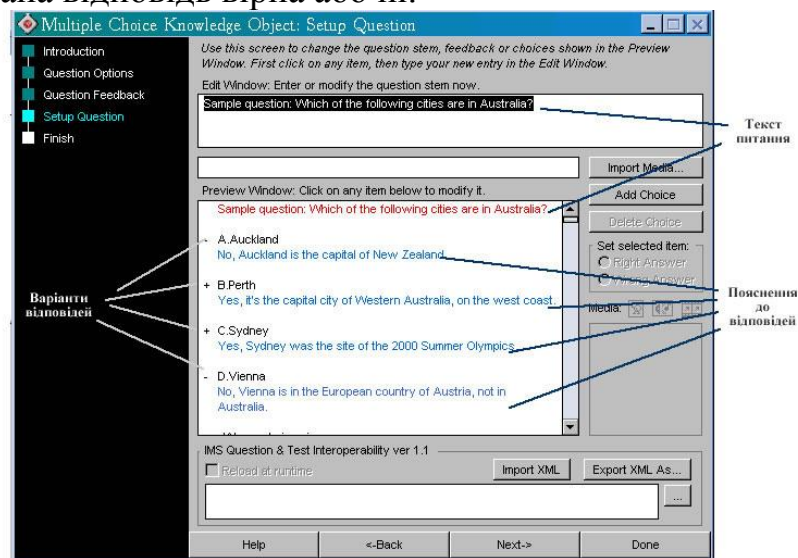 Multiple Choice Knowledge Object: Setup Question
Introduction
Question Options
Question Feedback
Setup Question
Finish
Use this screen to change the question stem, feedback or choices shown in the Preview
Window. First click on any item, then type your new entry in the Edit Window.
Edit Window: Enter or modify the question stem now.
Sample question: Which of the following cities are in Australia?
Текст
питання
Import Media...
Preview Window: Click on any item below to modify it.
Add Choice
Sample question: Which of the following cities are in Australia?
Delete Choice
- A.Auckland
No, Auckland is the capital of New Zealand.
Set selected item:
Right Answer
Wrong Answer
+ B.Perth
Yes, it's the capital city of Western Australia, on the west coast.
Media:
Варіанти
відповідей
Пояснення
до
відповідей
+ C.Sydney
Yes, Sydney was the site of the 2000 Summer Olympics.
- D.Vienna
No, Vienna is in the European country of Austria, not in
Australia.
IMS Question & Test Interoperability ver 1.1
Reload at runtime
Import XML
Export XML As...
...
Help
<-Back
Next->
Done